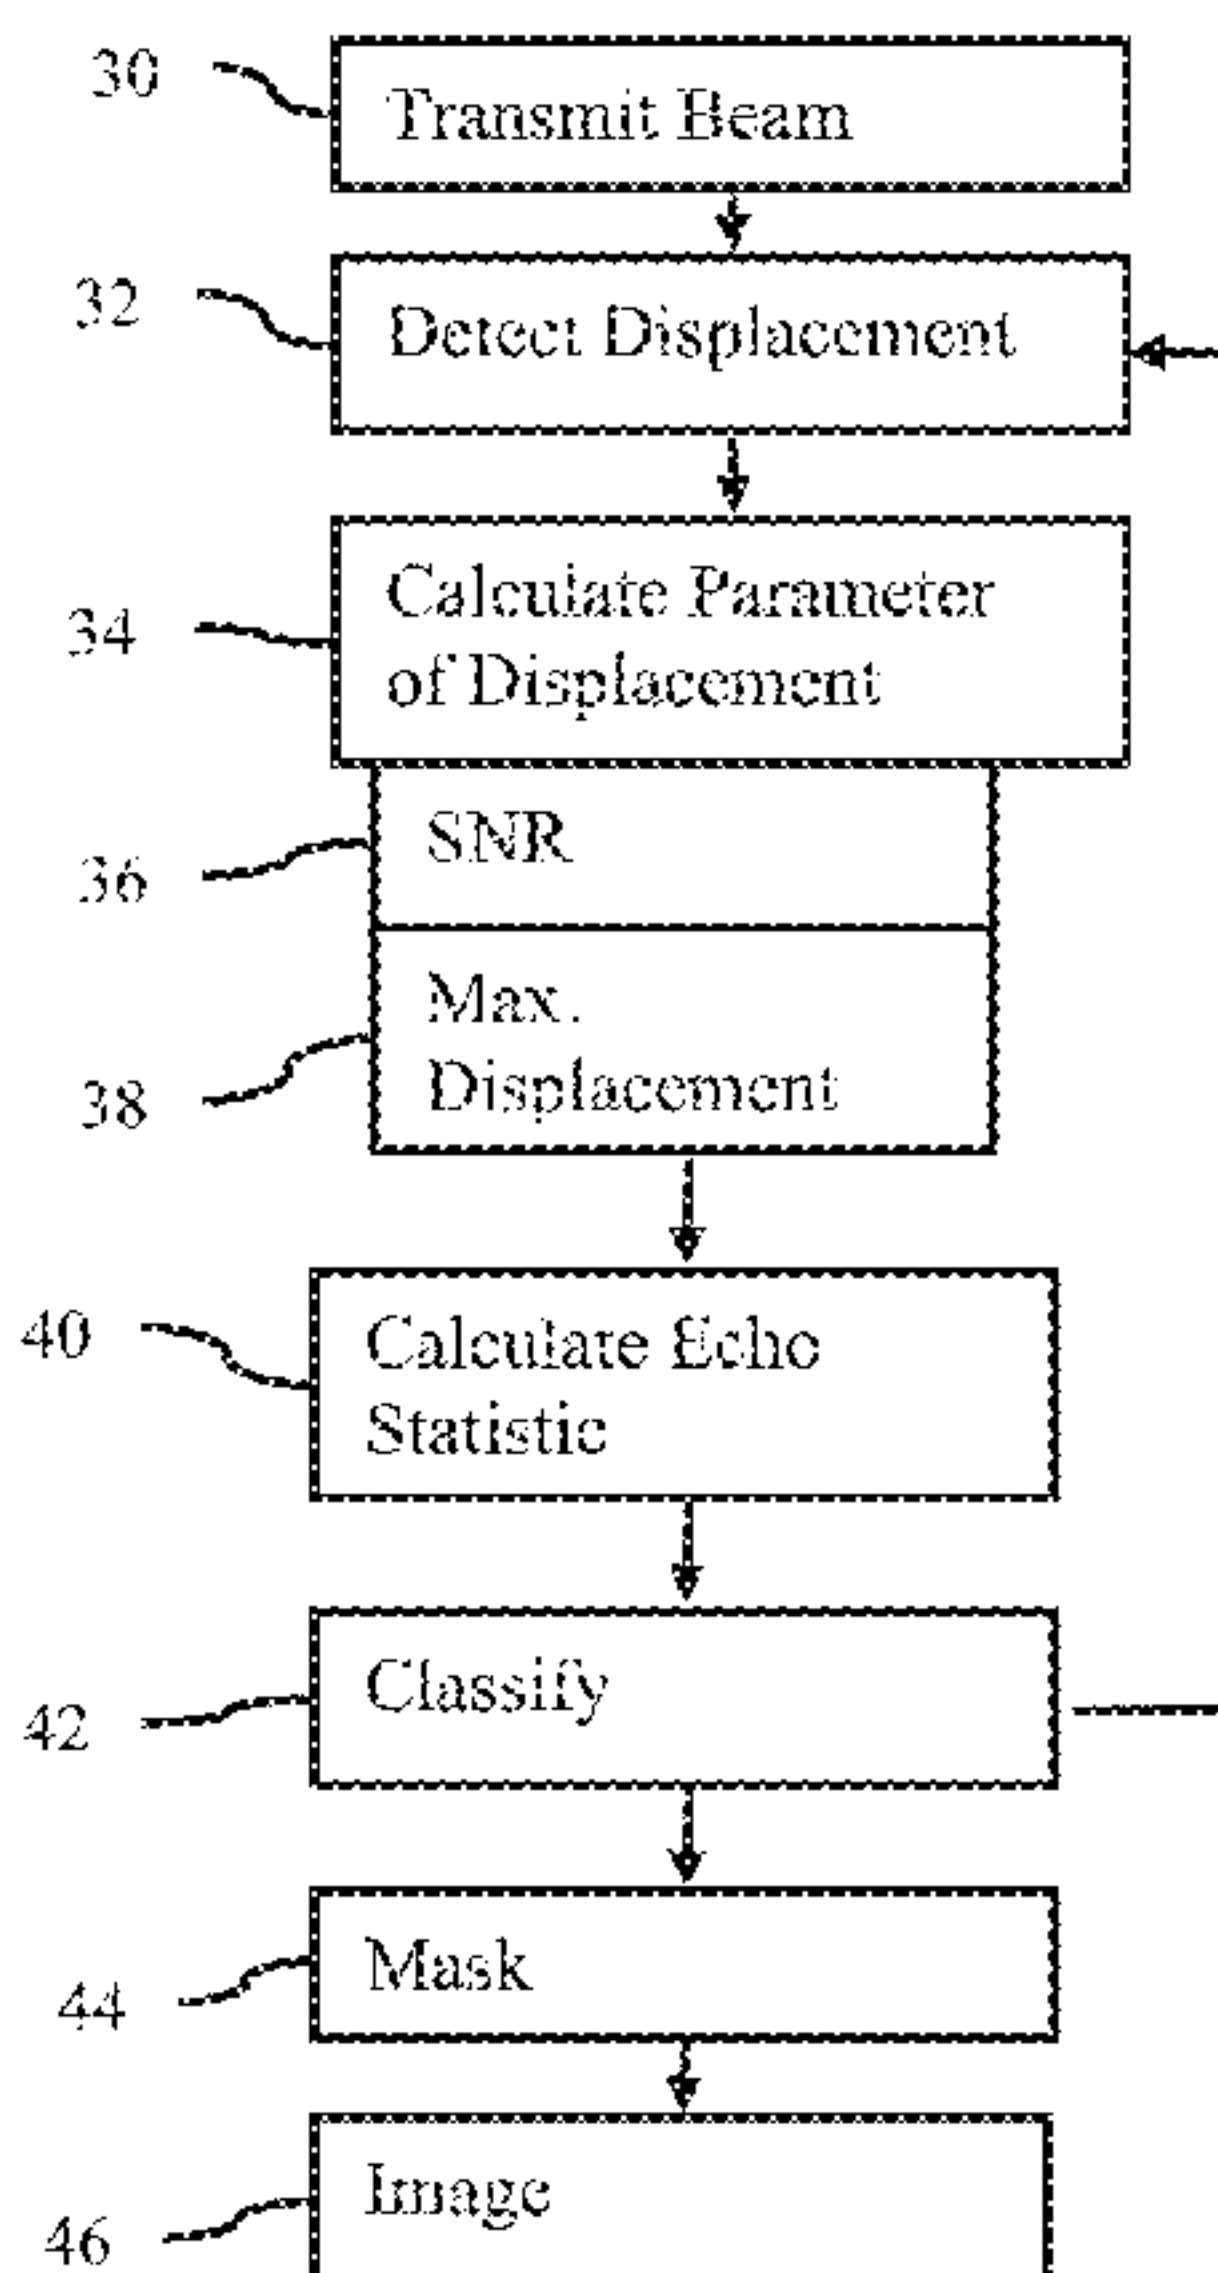 30
Transmit Beam
32
Detect Displacement
34
Calculate Parameter
of Displacement
36
SNR
38
Max.
Displacement
40
Calculate Echo
Statistic
42
Classify
44
Mask
46
Image